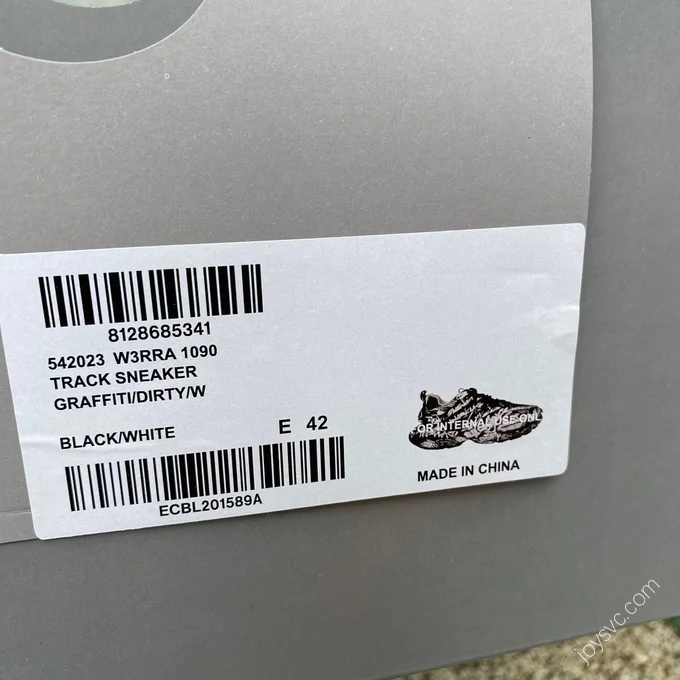 8128685341
542023 W3RRA 1090
TRACK SNEAKER
GRAFFITI/DIRTY/W
BLACK/WHITE
E 42
ECBL201589A
FOR INTERNAL USE ONLY
MADE IN CHINA
joysvc.com